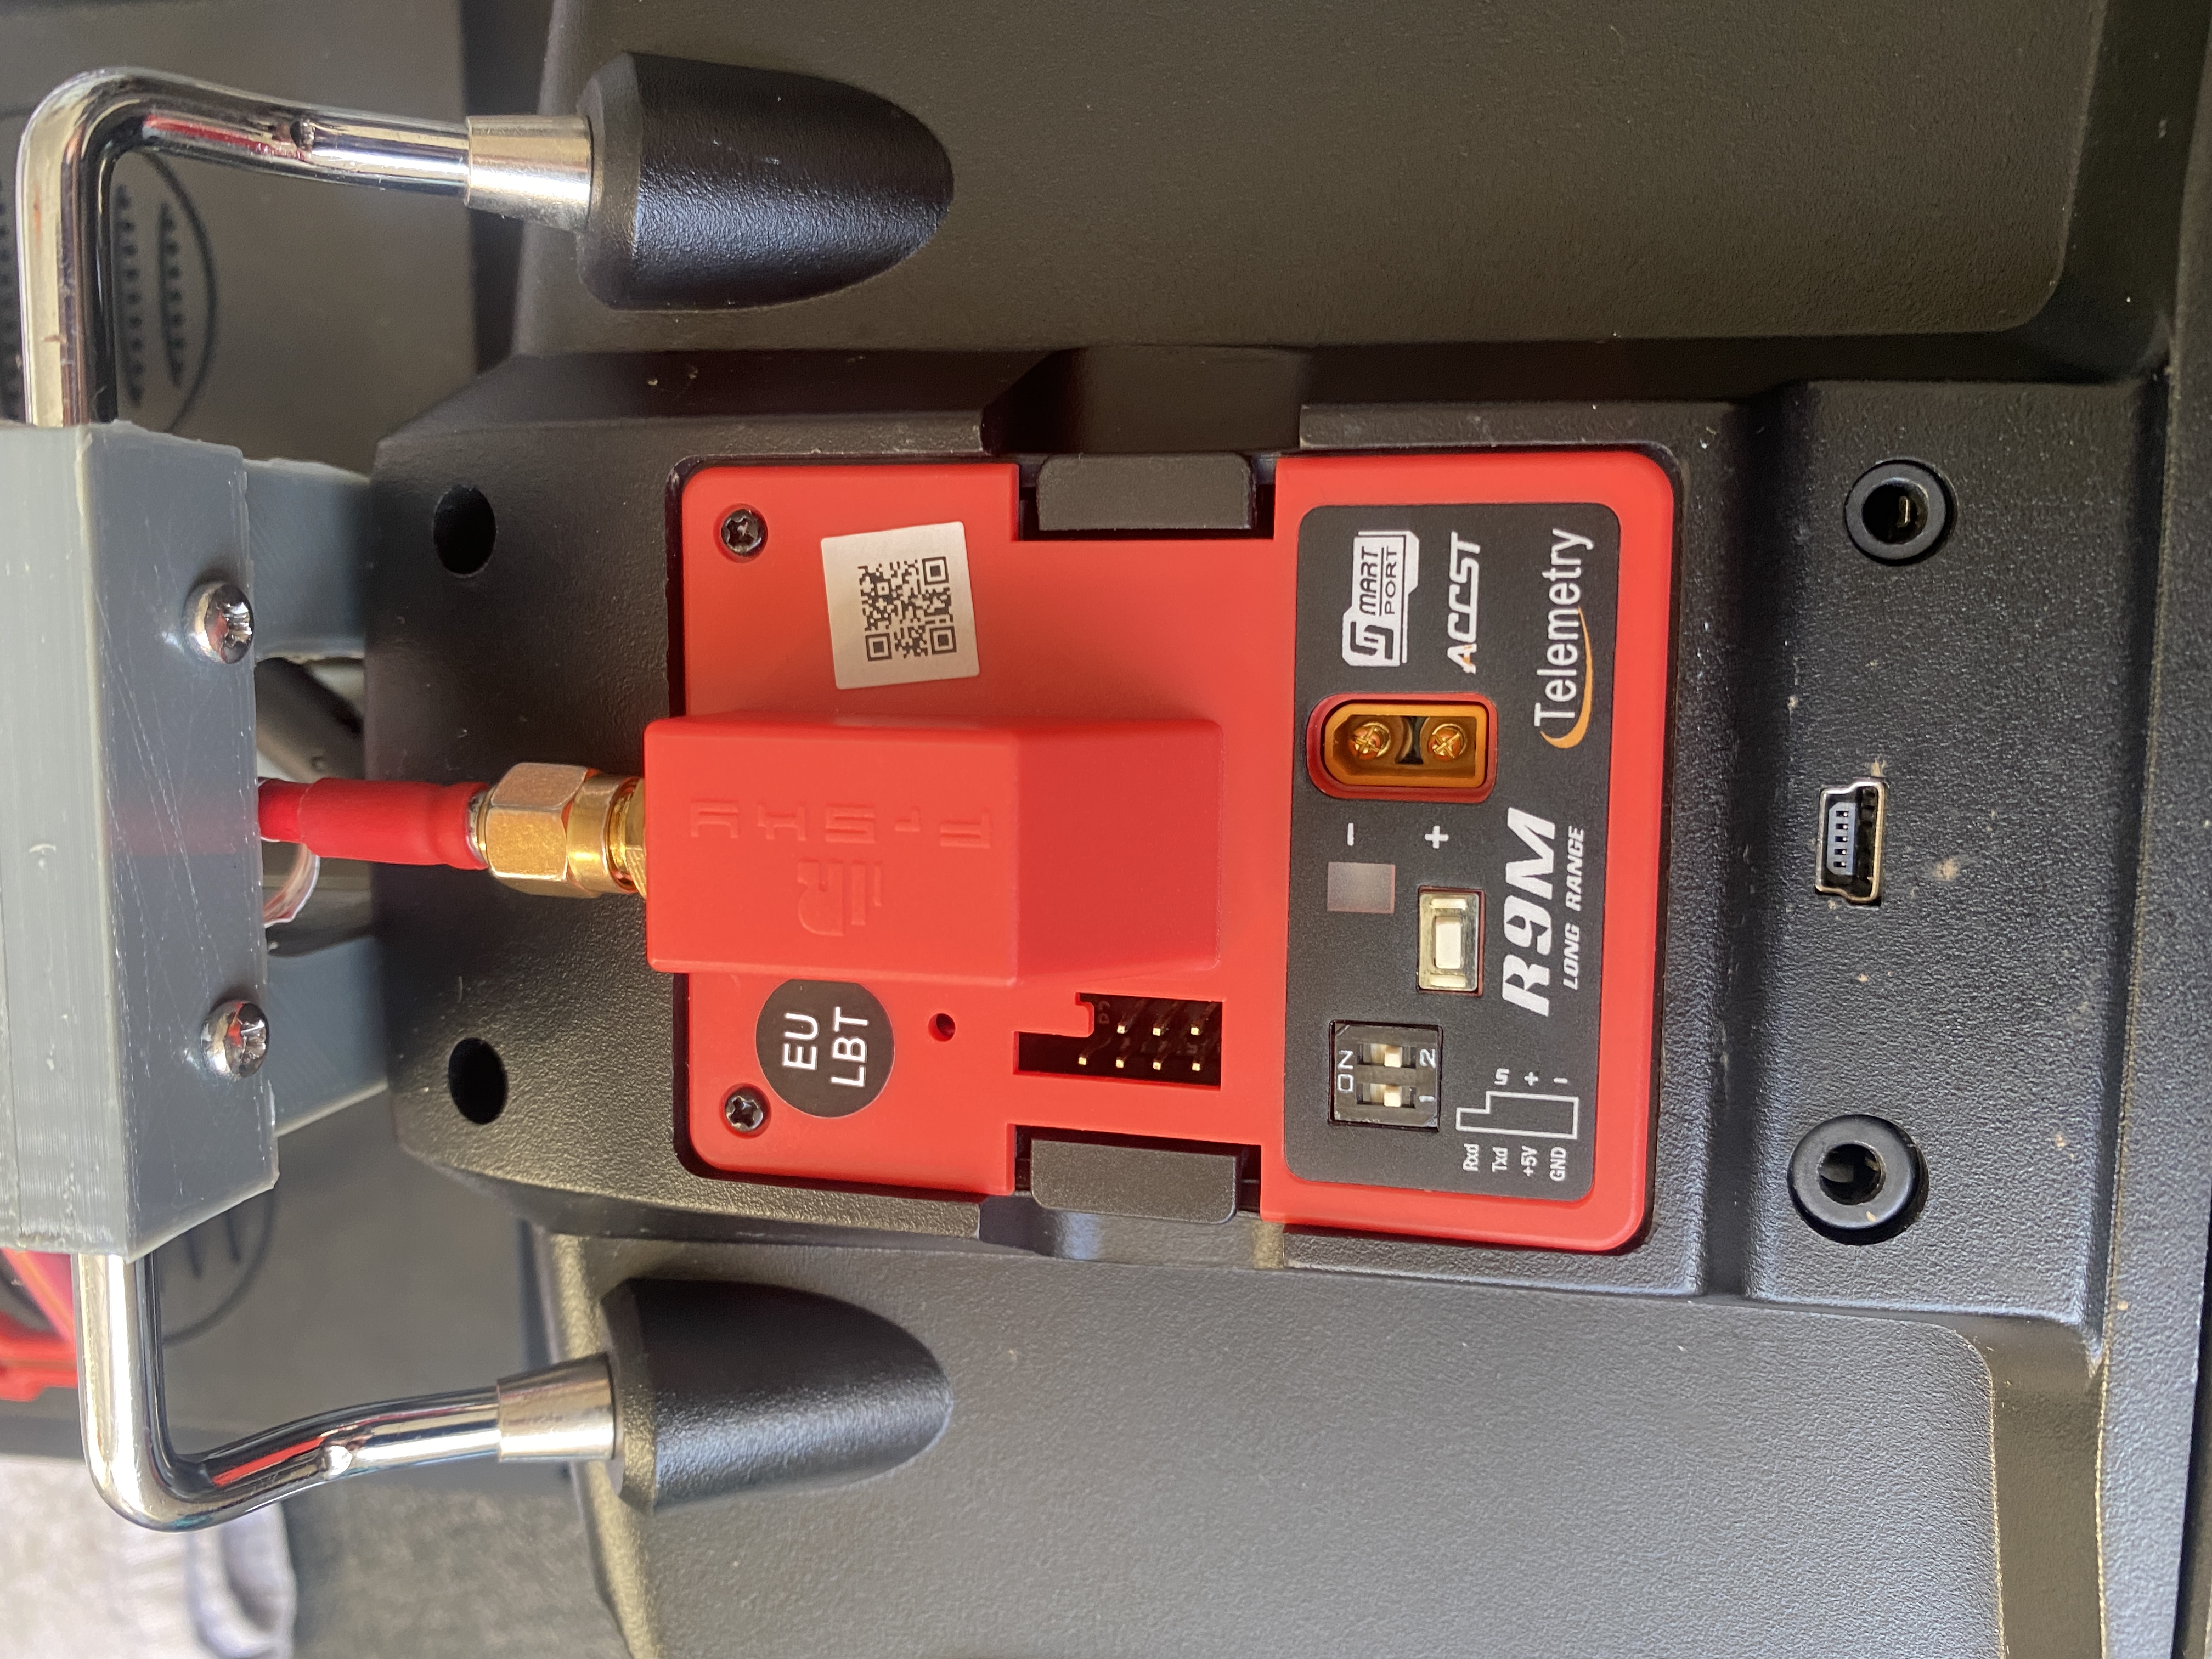 EU
LBT
FrSKY
R
ON
1 2
-
+
SMART
PORT
ACCST
Rxd
Txd
+5V
GND
S
+
-
R9M
LONG RANGE
Telemetry